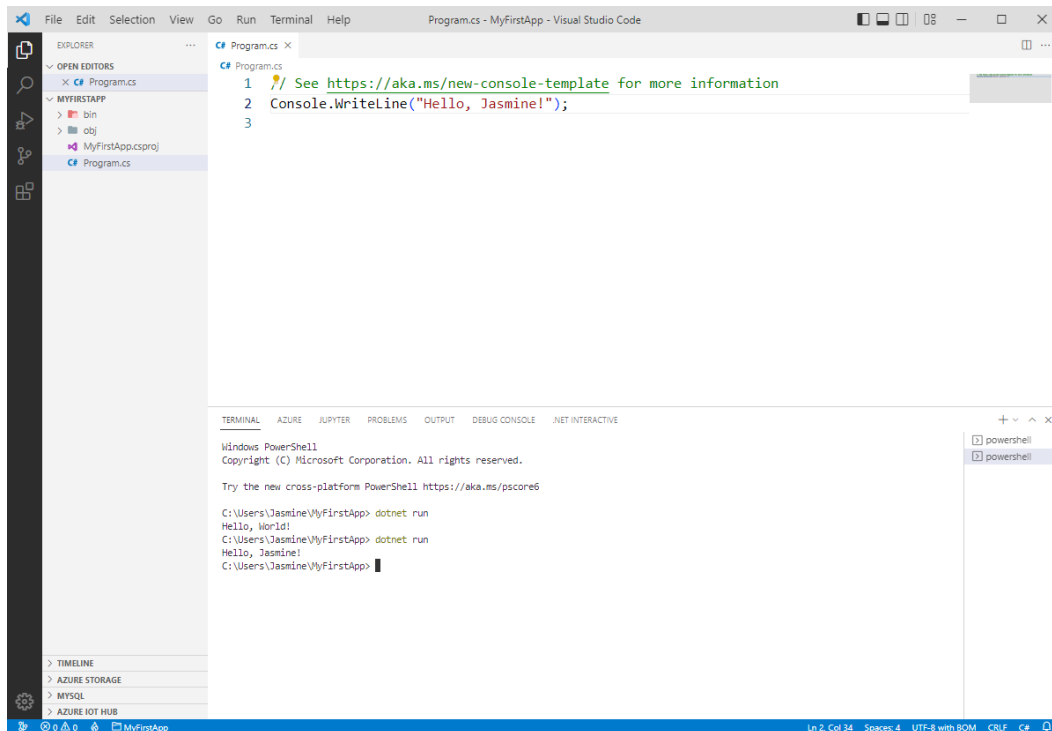 File Edit Selection View Go Run Terminal Help Program.cs - MyFirstApp - Visual Studio Code
EXPLORER ···
OPEN EDITORS
C# Program.cs
MYFIRSTAPP
bin
obj
MyFirstApp.csproj
C# Program.cs
TIMELINE
AZURE STORAGE
MYSQL
AZURE IOT HUB
C# Program.cs
C# Program.cs
1 // See https://aka.ms/new-console-template for more information
2 Console.WriteLine("Hello, Jasmine!");
3
TERMINAL AZURE JUPYTER PROBLEMS OUTPUT DEBUG CONSOLE .NET INTERACTIVE
Windows PowerShell
Copyright (C) Microsoft Corporation. All rights reserved.
Try the new cross-platform PowerShell https://aka.ms/pscore6
C:\Users\Jasmine\MyFirstApp> dotnet run
Hello, World!
C:\Users\Jasmine\MyFirstApp> dotnet run
Hello, Jasmine!
C:\Users\Jasmine\MyFirstApp>
powershell
powershell
0 0 MyFirstApp Ln 2, Col 34 Spaces: 4 UTF-8 with BOM CRLF C#